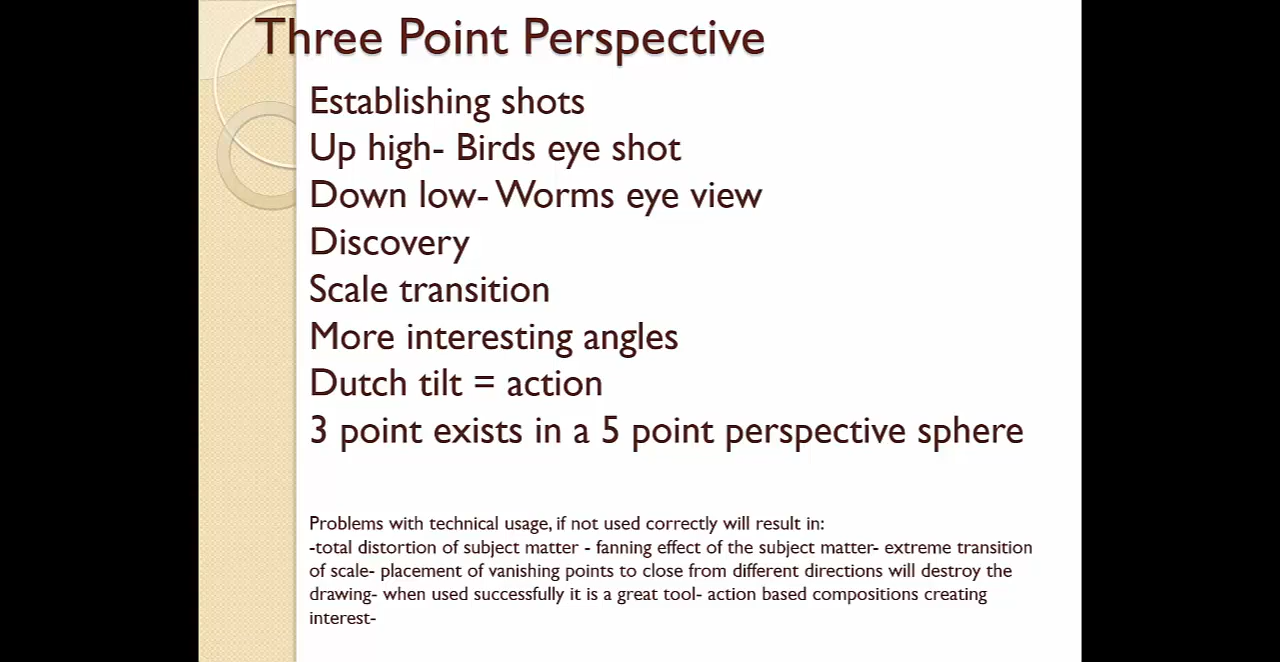 Three Point Perspective
Establishing shots
Up high- Birds eye shot
Down low- Worms eye view
Discovery
Scale transition
More interesting angles
Dutch tilt = action
3 point exists in a 5 point perspective sphere
Problems with technical usage, if not used correctly will result in:
-total distortion of subject matter - fanning effect of the subject matter- extreme transition
of scale- placement of vanishing points to close from different directions will destroy the
drawing- when used successfully it is a great tool- action based compositions creating
interest-